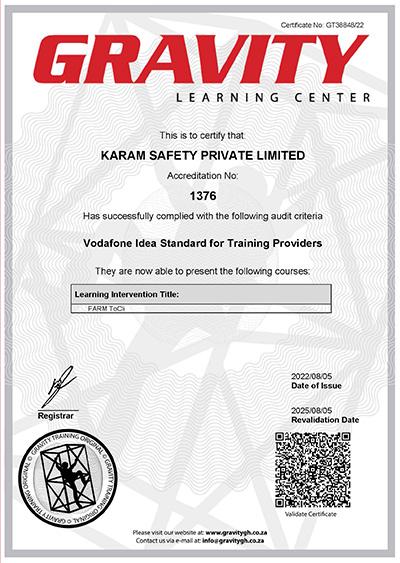 Certificate No: GT38848/22
GRAVITY
LEARNING CENTER
This is to certify that
KARAM SAFETY PRIVATE LIMITED
Accreditation No:
1376
Has successfully complied with the following audit criteria
Vodafone Idea Standard for Training Providers
They are now able to present the following courses:
Learning Intervention Title:
FARM ToCli
2022/08/05
Date of Issue
Registrar
2025/08/05
Revalidation Date
GRAVITY TRAINING ORIGINAL © GRAVITY TRAINING ORIGINAL © GRAVITY TRAINING ORIGINAL ©
Validate Certificate
Please visit our website at: www.gravitygh.co.za
Contact us via e-mail at: info@gravitygh.co.za